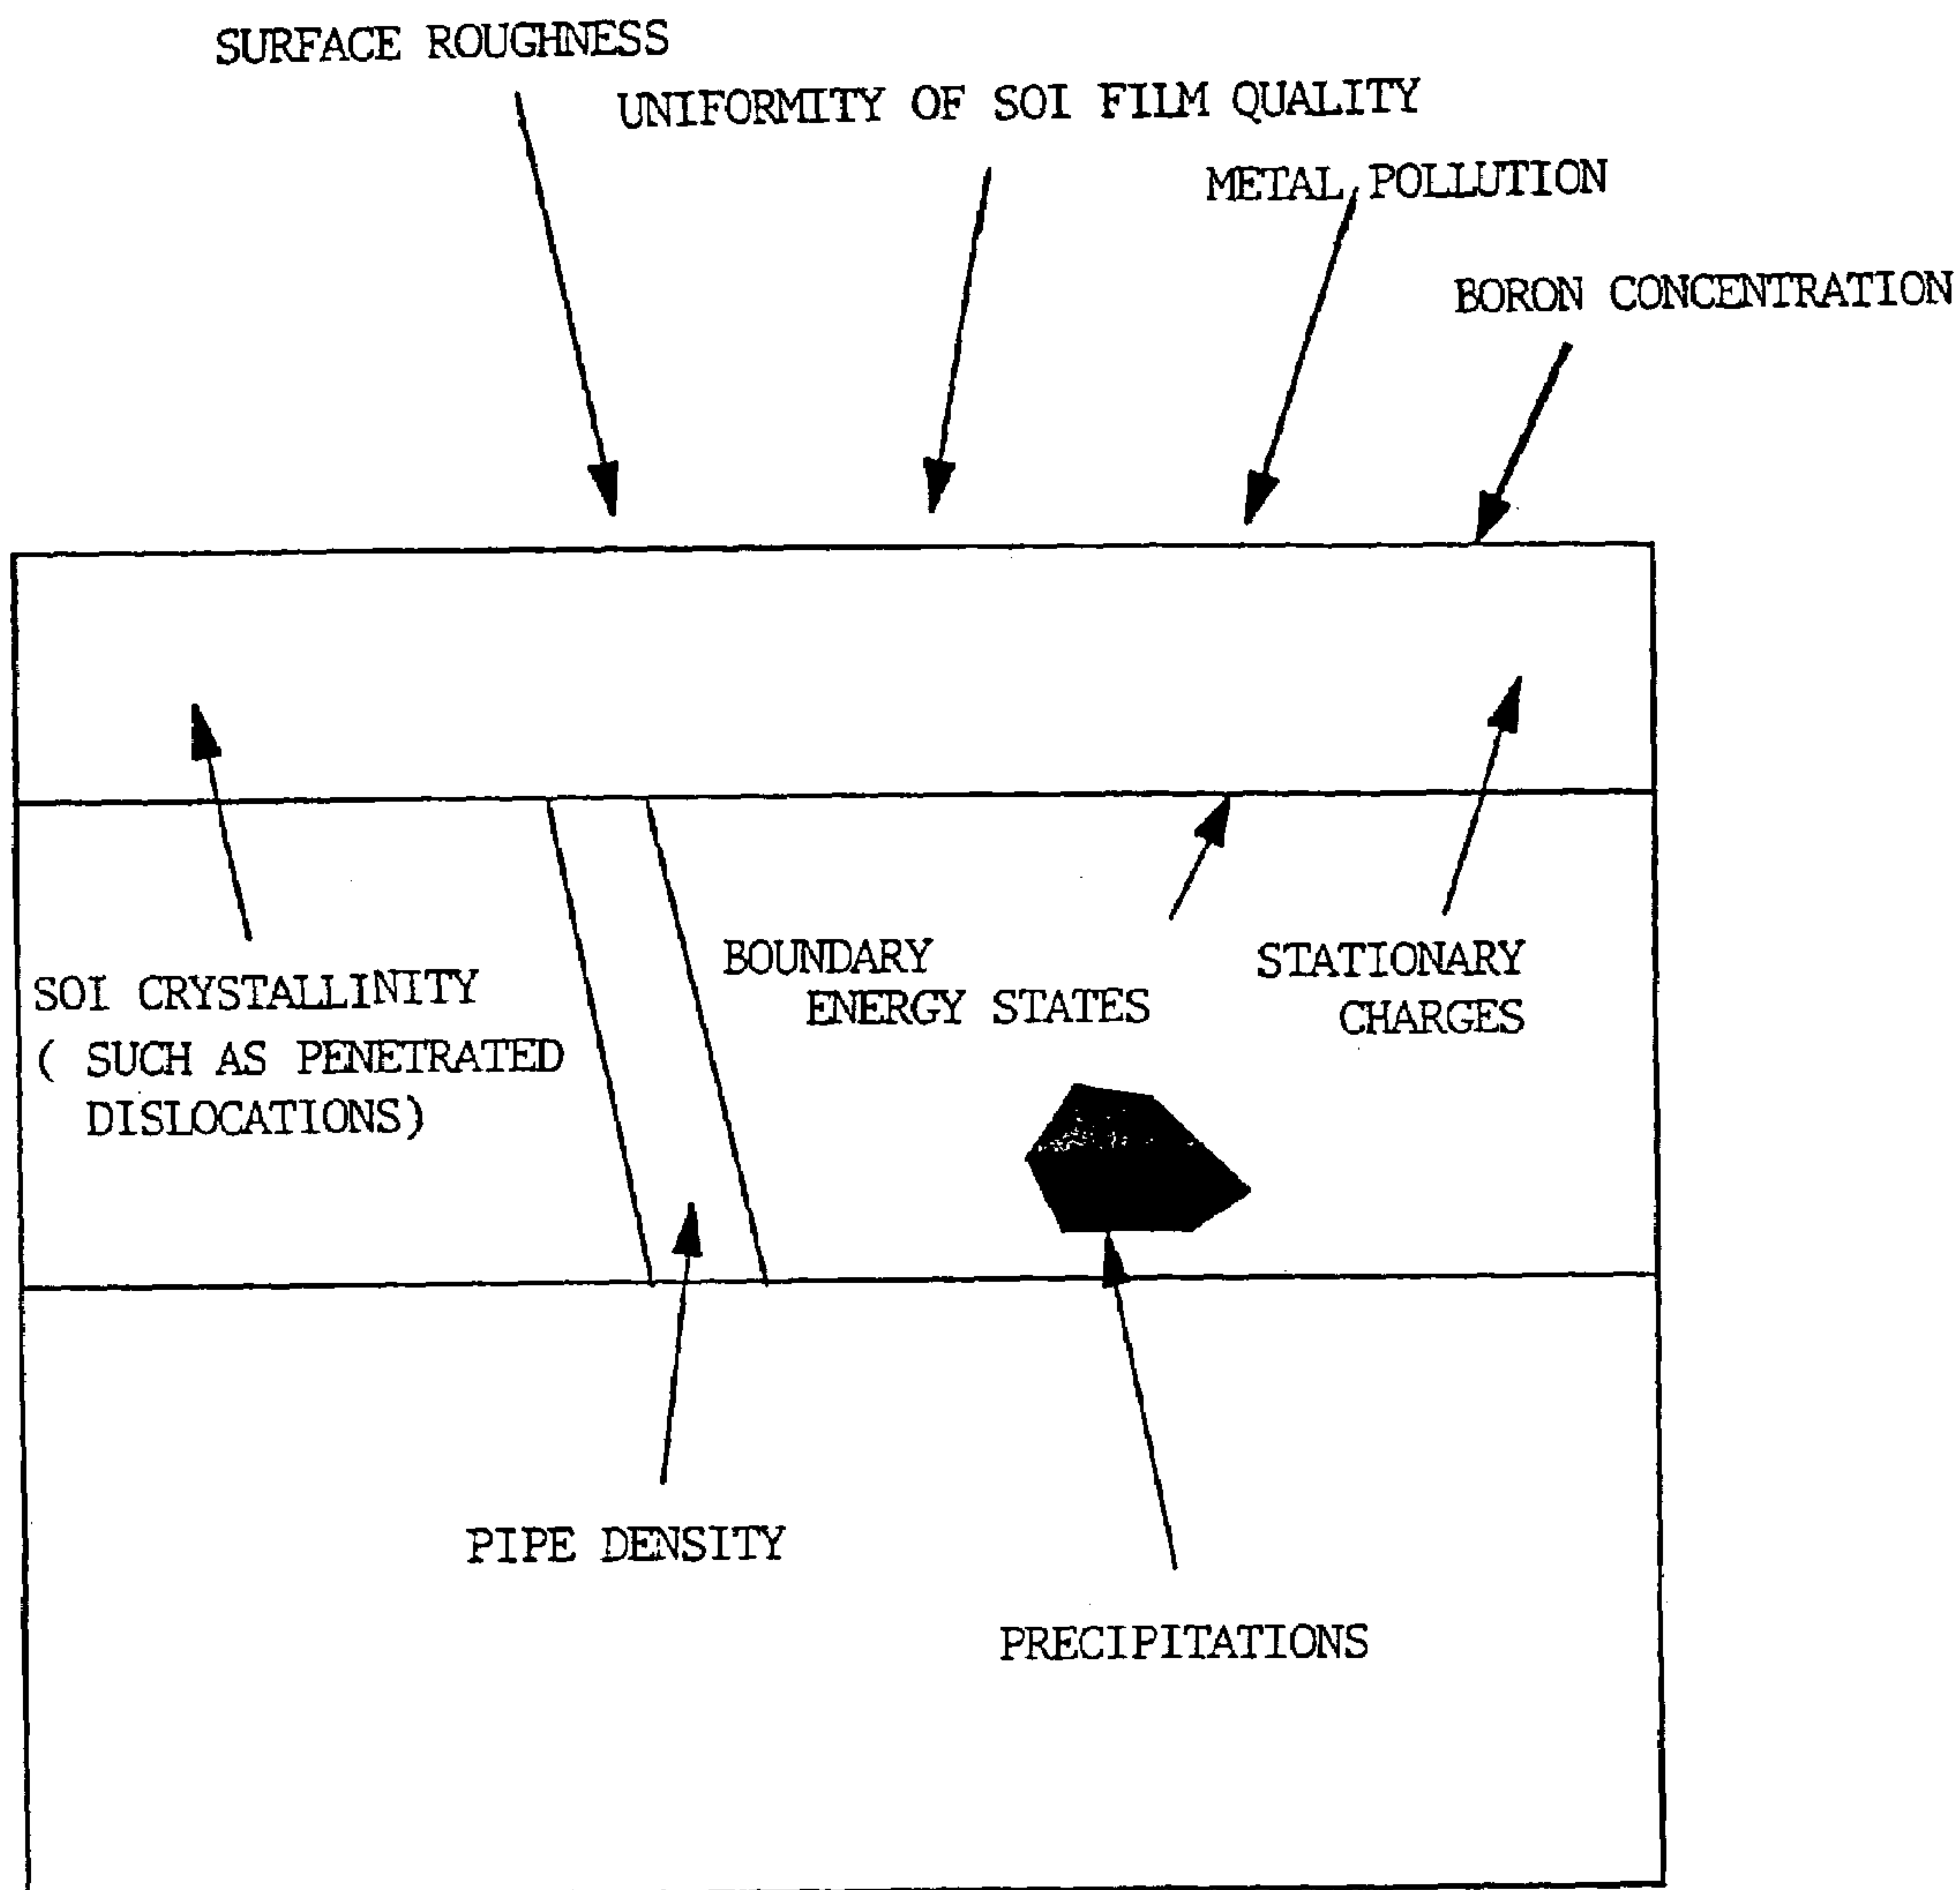 SURFACE ROUGHNESS
UNIFORMITY OF SOI FILM QUALITY
METAL POLLUTION
BORON CONCENTRATION
SOI CRYSTALLINITY
( SUCH AS PENETRATED
DISLOCATIONS)
BOUNDARY
ENERGY STATES
STATIONARY
CHARGES
PIPE DENSITY
PRECIPITATIONS